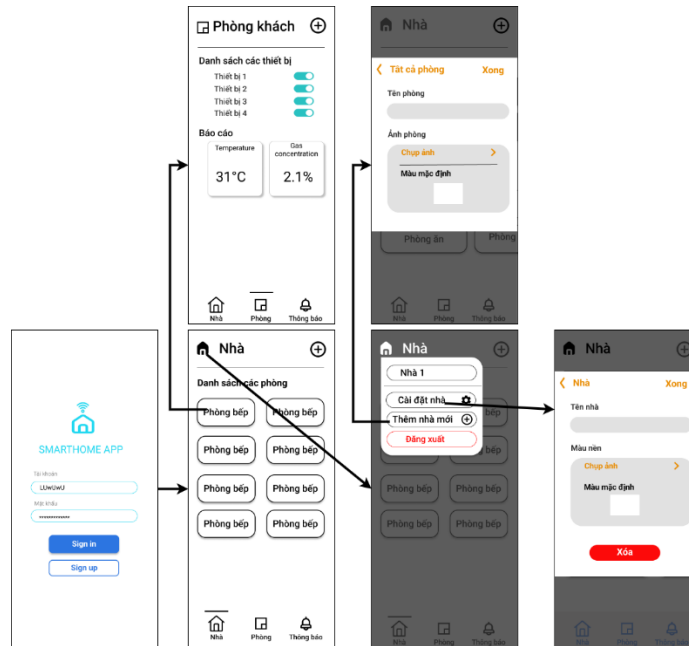 Phòng khách
Danh sách các thiết bị
Thiết bị 1
Thiết bị 2
Thiết bị 3
Thiết bị 4
Báo cáo
Temperature
31°C
Gas
concentration
2.1%
Nhà
Phòng
Thông báo
Nhà
Tất cả phòng
Xong
Tên phòng
Ảnh phòng
Chụp ảnh
Màu mặc định
Phòng ăn
Phòng
Nhà
Phòng
Thông báo
SMARTHOME APP
Tài khoản
UUWUWU
Mật khẩu
Sign in
Sign up
Nhà
Danh sách các phòng
Phòng bếp
Phòng bếp
Phòng bếp
Phòng bếp
Phòng bếp
Phòng bếp
Phòng bếp
Phòng bếp
Nhà
Phòng
Thông báo
Nhà
Nhà 1
Cài đặt nhà
Thêm nhà mới
Đăng xuất
Phòng bếp
Phòng bếp
Phòng bếp
Phòng bếp
Nhà
Phòng
Thông báo
Nhà
Nhà
Xong
Tên nhà
Màu nền
Chụp ảnh
Màu mặc định
Xóa
Nhà
Phòng
Thông báo